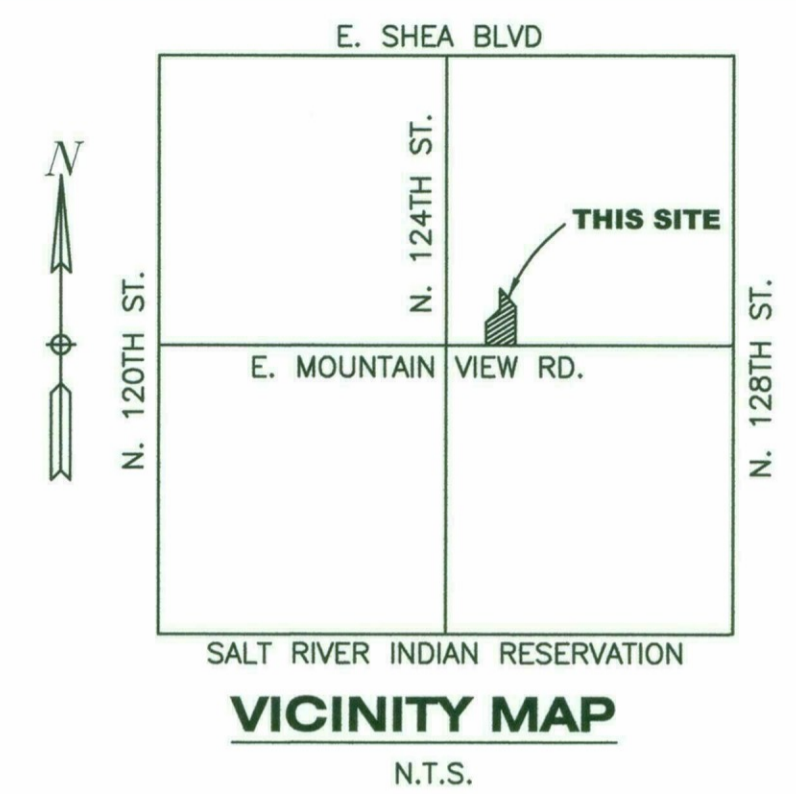 E. SHEA BLVD
N
N. 124TH ST.
THIS SITE
N. 120TH ST.
N. 128TH ST.
E. MOUNTAIN VIEW RD.
SALT RIVER INDIAN RESERVATION
VICINITY MAP
N.T.S.